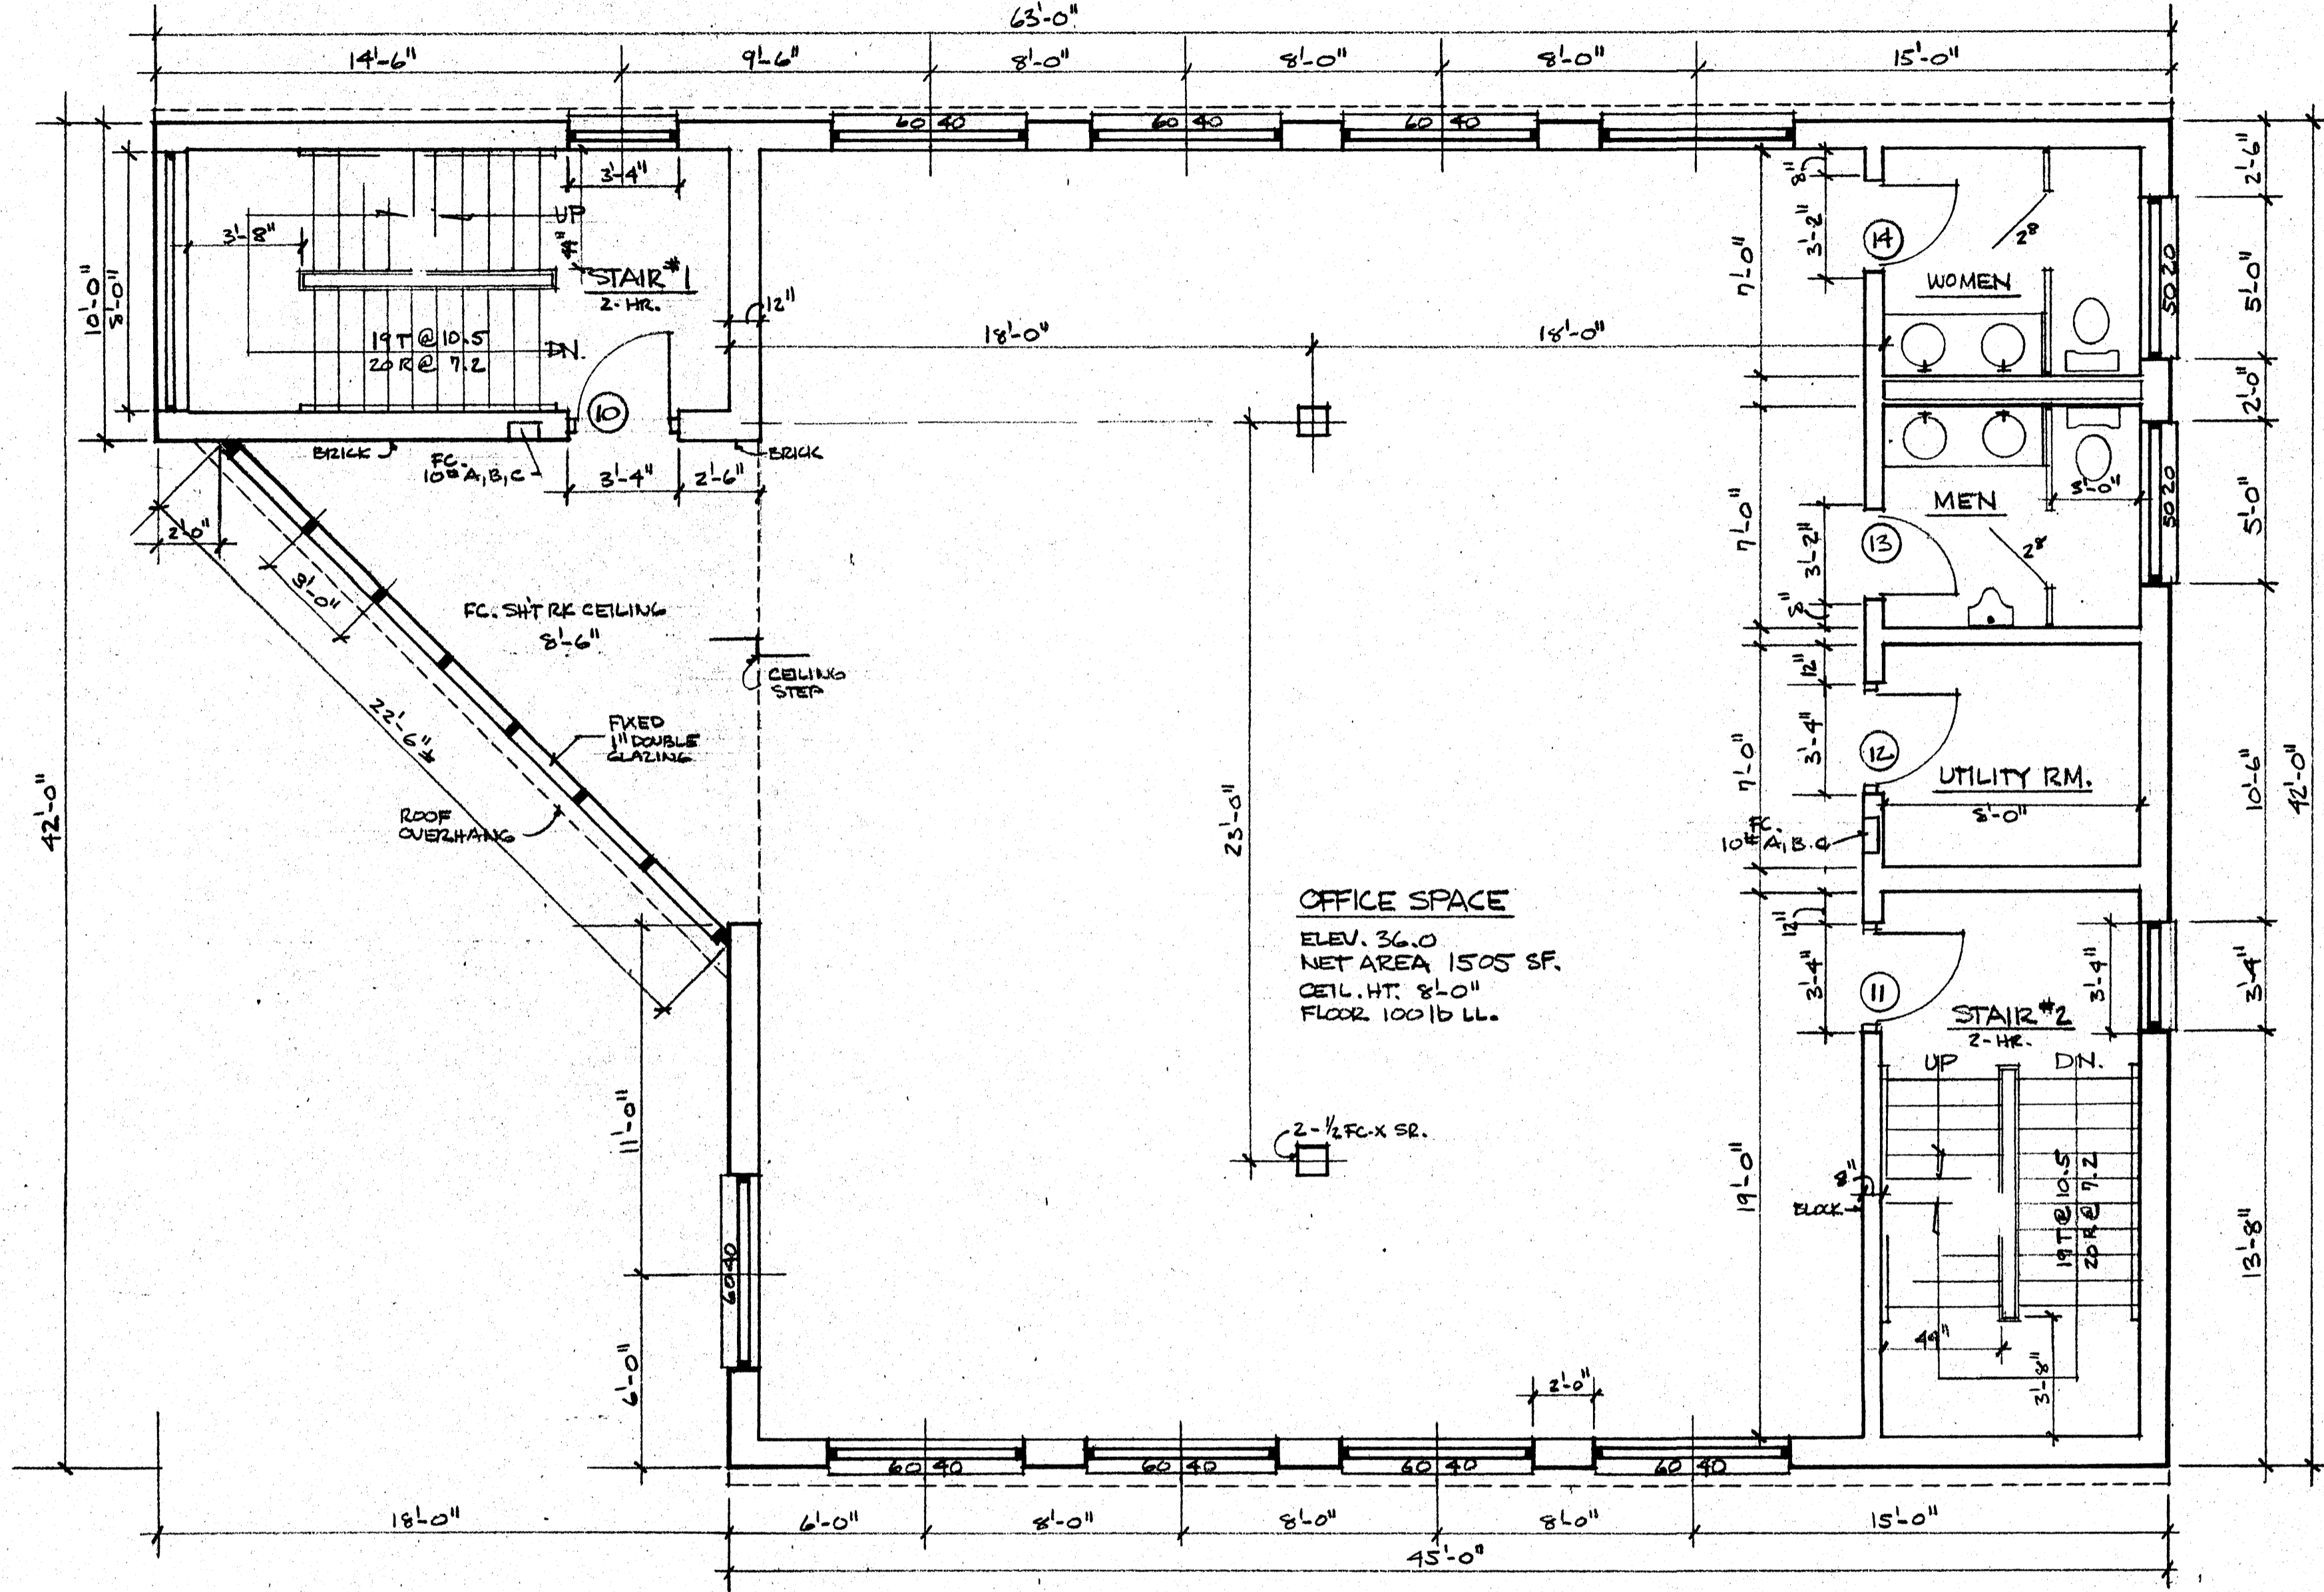 63'-0"
14'-6"
9'-6"
8'-0"
8'-0"
8'-0"
15'-0"
60 40
60 40
60 40
3'-4"
8"
2'-6"
UP
3'-8"
14
3'-2"
2⁸
7'-0"
STAIR #1
2-HR.
WOMEN
50 20
5'-0"
10'-0"
8'-0"
12"
19T @ 10.5
DN.
20 R @ 7.2
18'-0"
18'-0"
2'-0"
10
BRICK
FC.
10# A,B,C
3'-4"
2'-6"
BRICK
MEN
3'-0"
50 20
5'-0"
7'-0"
2'-0"
3'-2"
13
2⁸
3'-0"
8"
FC. SHT RK CEILING
8'-6"
12"
CEILING
STEP
22'-6"±
FIXED
1" DOUBLE
GLAZING
3'-4"
12
7'-0"
UTILITY RM.
8'-0"
10'-6"
42'-0"
42'-0"
ROOF
OVERHANG
23'-0"
FC.
10# A,B.C
OFFICE SPACE
ELEV. 36.0
NET AREA 1505 SF.
CEIL. HT. 8'-0"
FLOOR 100 lb LL.
12"
3'-4"
11
3'-4"
3'-4"
STAIR #2
2-HR.
UP
DN.
11'-0"
2-1/2 FC-X SR.
19'-0"
8"
BLOCK
19 T @ 10.5
20 R @ 7.2
13'-8"
60 40
44"
3'-8"
6'-0"
2'-0"
60 40
60 40
60 40
60 40
18'-0"
6'-0"
8'-0"
8'-0"
8'-0"
15'-0"
45'-0"